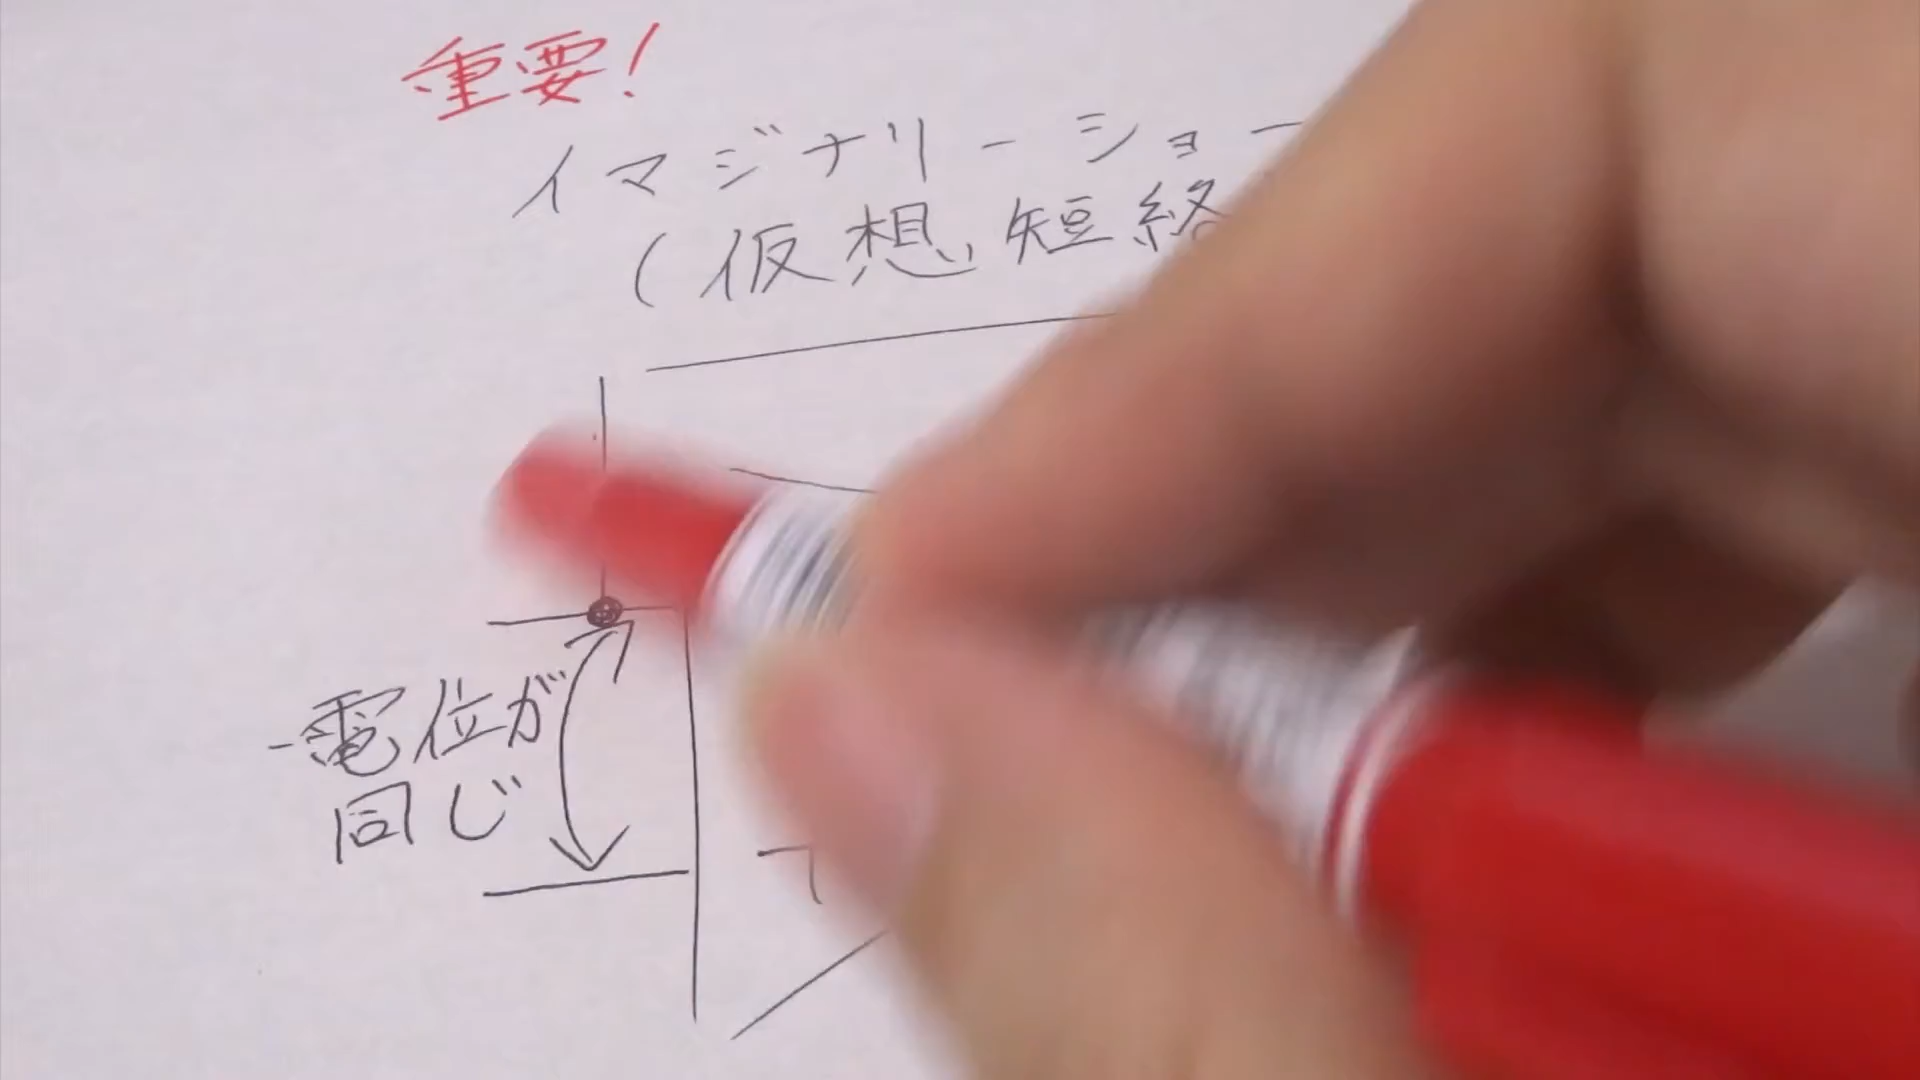 重要!
イマジナリーショー
(仮想短絡
電位が
同じ